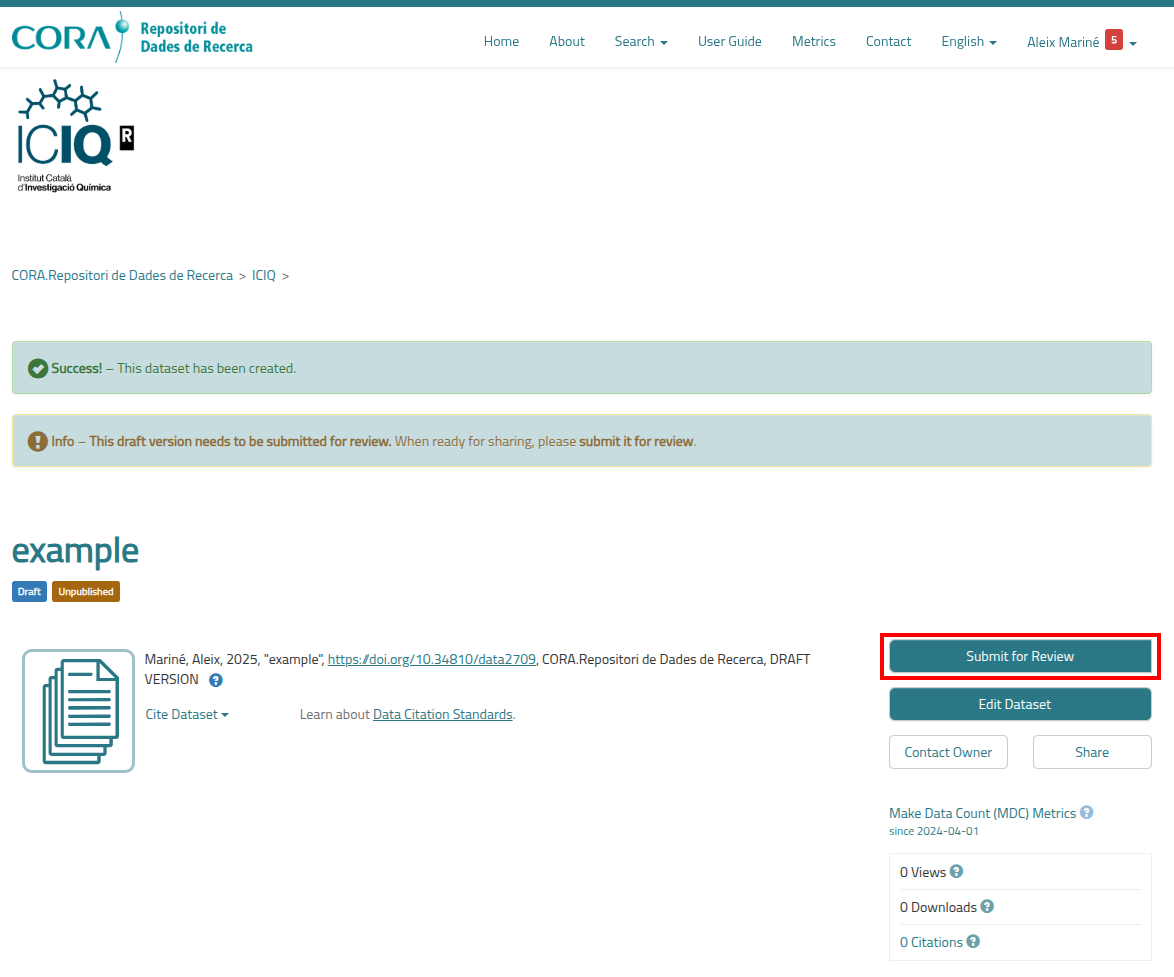 CORA
Repositori de
Dades de Recerca
Home About Search User Guide Metrics Contact English Aleix Mariné 5
ICIQ R
Institut Català
d'Investigació Química
CORA.Repositori de Dades de Recerca > ICIQ >
Success! – This dataset has been created.
Info – This draft version needs to be submitted for review. When ready for sharing, please submit it for review.
example
Draft Unpublished
Mariné, Aleix, 2025, "example", https://doi.org/10.34810/data2709, CORA.Repositori de Dades de Recerca, DRAFT
VERSION ?
Cite Dataset Learn about Data Citation Standards.
Submit for Review
Edit Dataset
Contact Owner Share
Make Data Count (MDC) Metrics ?
since 2024-04-01
0 Views ?
0 Downloads ?
0 Citations ?